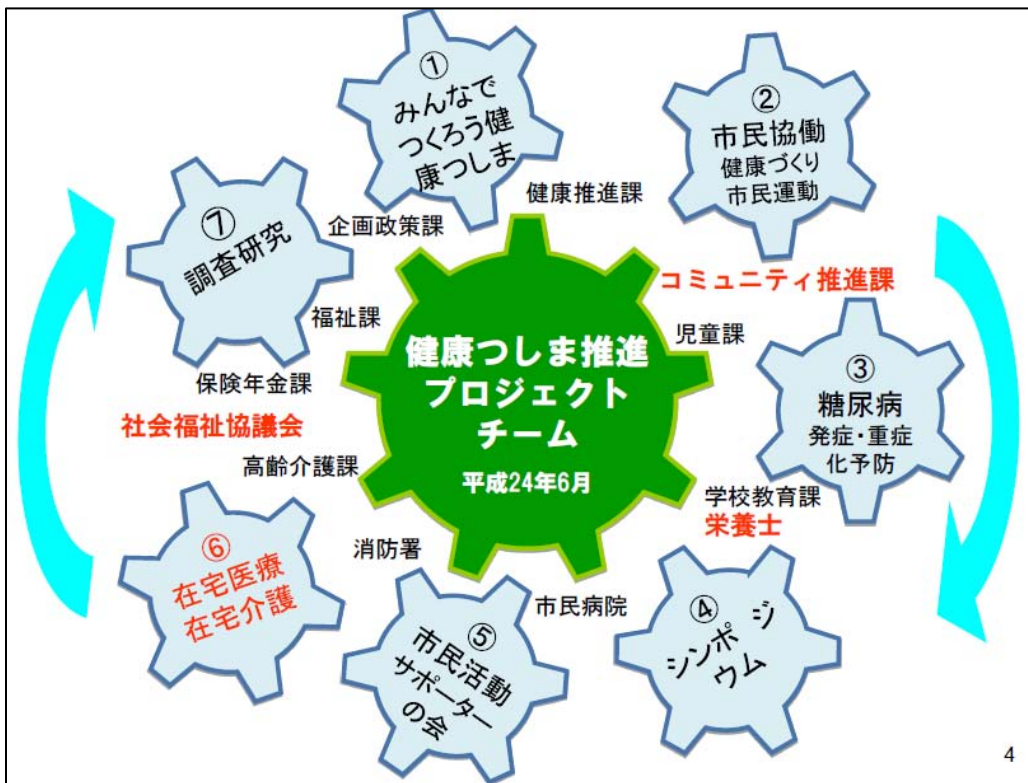 ①
みんなで
つくろう健
康つしま
②
市民協働
健康づくり
市民運動
健康推進課
企画政策課
⑦
調査研究
コミュニティ推進課
福祉課
児童課
健康つしま推進
プロジェクト
チーム
平成24年6月
③
糖尿病
発症・重症
化予防
保険年金課
社会福祉協議会
高齢介護課
学校教育課
栄養士
⑥
在宅医療
在宅介護
消防署
市民病院
⑤
市民活動
サポーター
の会
④
シンポジ
ウム
4